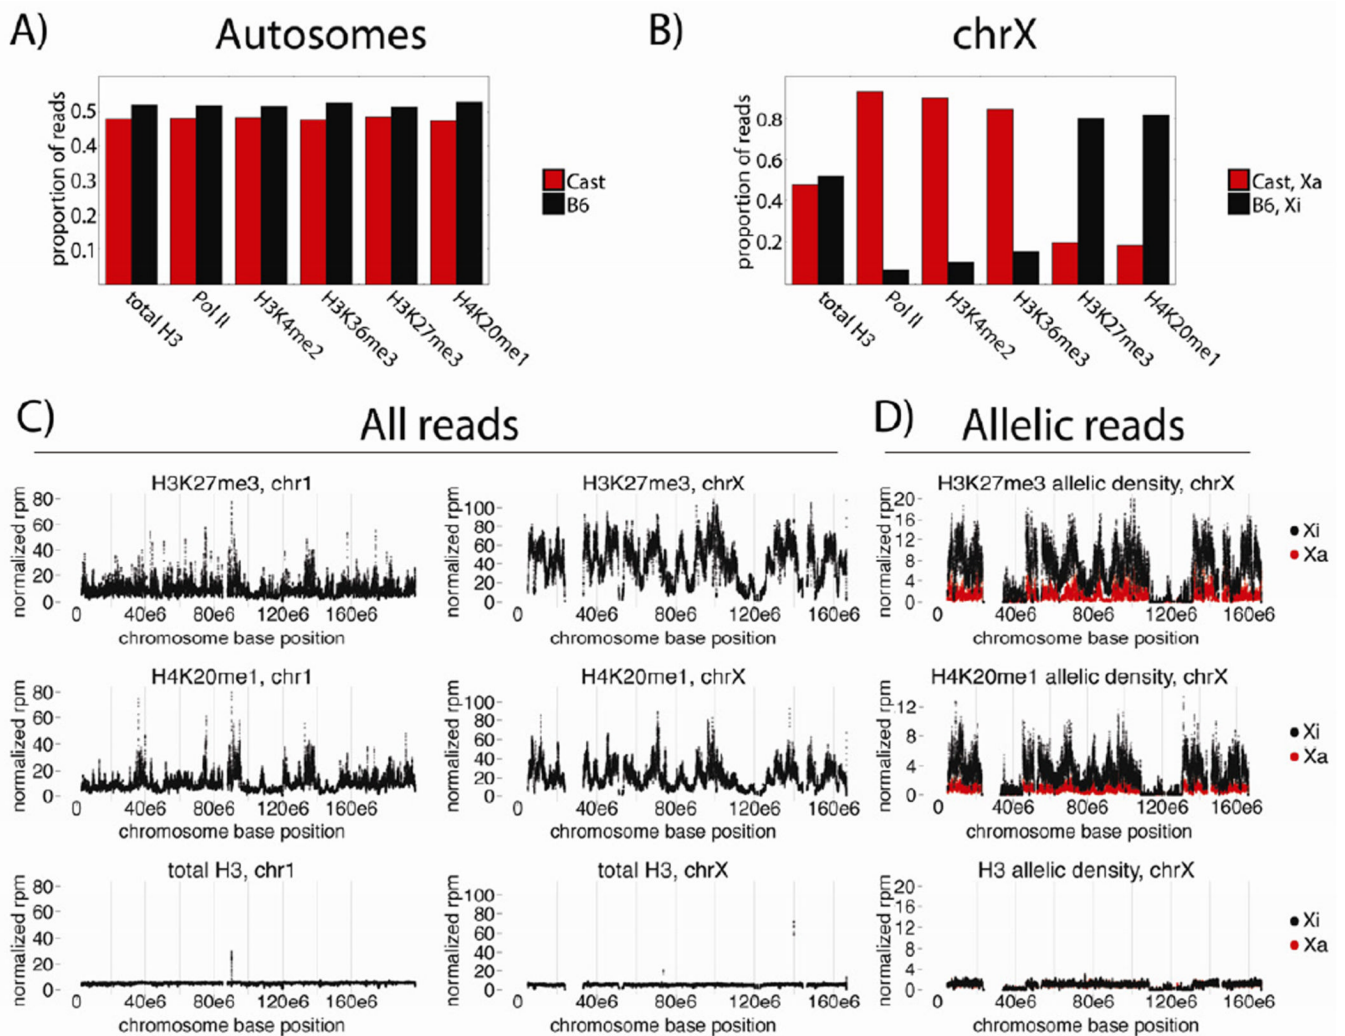 A)
Autosomes
proportion of reads
0.5
0.4
0.3
0.2
0.1
total H3
Pol II
H3K4me2
H3K36me3
H3K27me3
H4K20me1
Cast
B6
B)
chrX
proportion of reads
0.8
0.6
0.4
0.2
total H3
Pol II
H3K4me2
H3K36me3
H3K27me3
H4K20me1
Cast, Xa
B6, Xi
C)
All reads
D)
Allelic reads
H3K27me3, chr1
normalized rpm
80
60
40
20
0
0 40e6 80e6 120e6 160e6
chromosome base position
H3K27me3, chrX
normalized rpm
100
80
60
40
20
0
0 40e6 80e6 120e6 160e6
chromosome base position
H3K27me3 allelic density, chrX
normalized rpm
20
16
12
8
4
0
0 40e6 80e6 120e6 160e6
chromosome base position
Xi
Xa
H4K20me1, chr1
normalized rpm
80
60
40
20
0
0 40e6 80e6 120e6 160e6
chromosome base position
H4K20me1, chrX
normalized rpm
100
80
60
40
20
0
0 40e6 80e6 120e6 160e6
chromosome base position
H4K20me1 allelic density, chrX
normalized rpm
12
8
4
0
0 40e6 80e6 120e6 160e6
chromosome base position
Xi
Xa
total H3, chr1
normalized rpm
80
60
40
20
0
0 40e6 80e6 120e6 160e6
chromosome base position
total H3, chrX
normalized rpm
100
80
60
40
20
0
0 40e6 80e6 120e6 160e6
chromosome base position
H3 allelic density, chrX
normalized rpm
20
16
12
8
4
0
0 40e6 80e6 120e6 160e6
chromosome base position
Xi
Xa